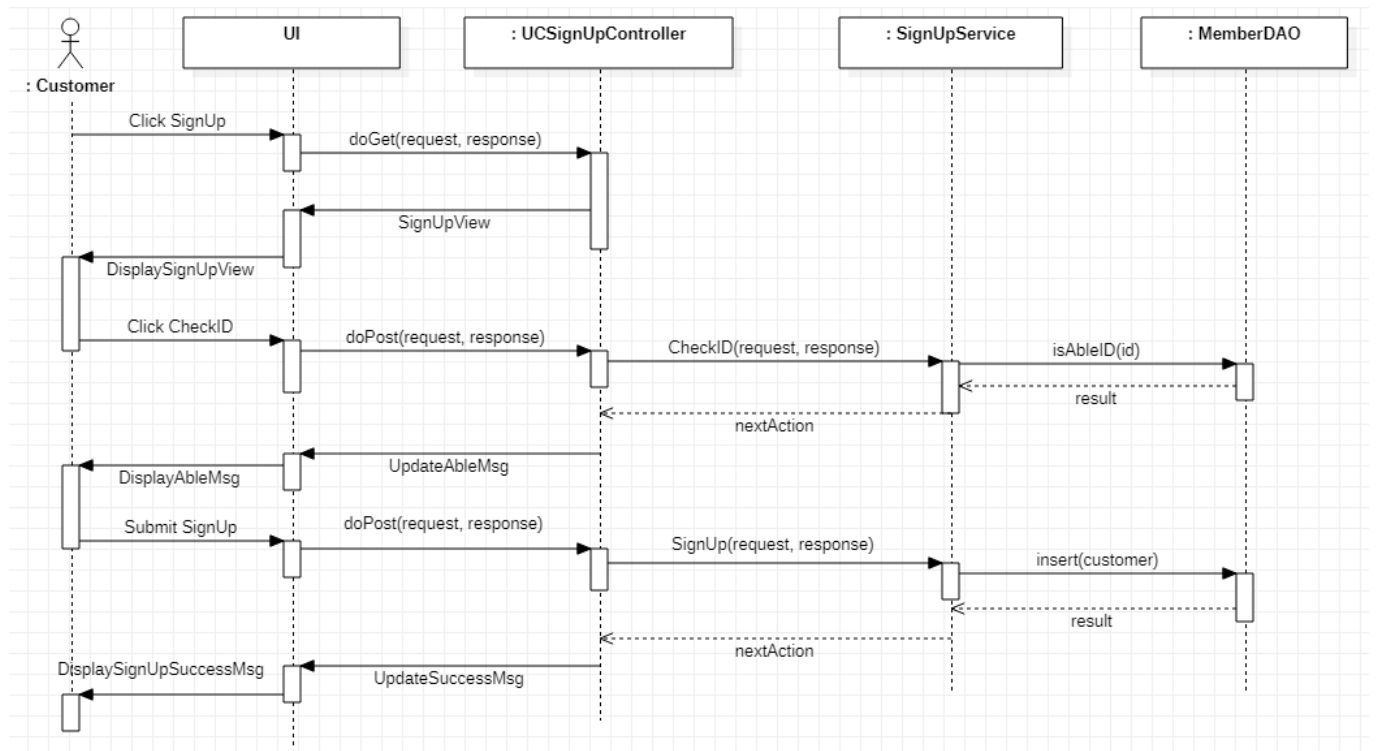 UI
: UCSignUpController
: SignUpService
: MemberDAO
: Customer
Click SignUp
doGet(request, response)
SignUpView
DisplaySignUpView
Click CheckID
doPost(request, response)
CheckID(request, response)
isAbleID(id)
result
nextAction
UpdateAbleMsg
DisplayAbleMsg
Submit SignUp
doPost(request, response)
SignUp(request, response)
insert(customer)
result
nextAction
DisplaySignUpSuccessMsg
UpdateSuccessMsg